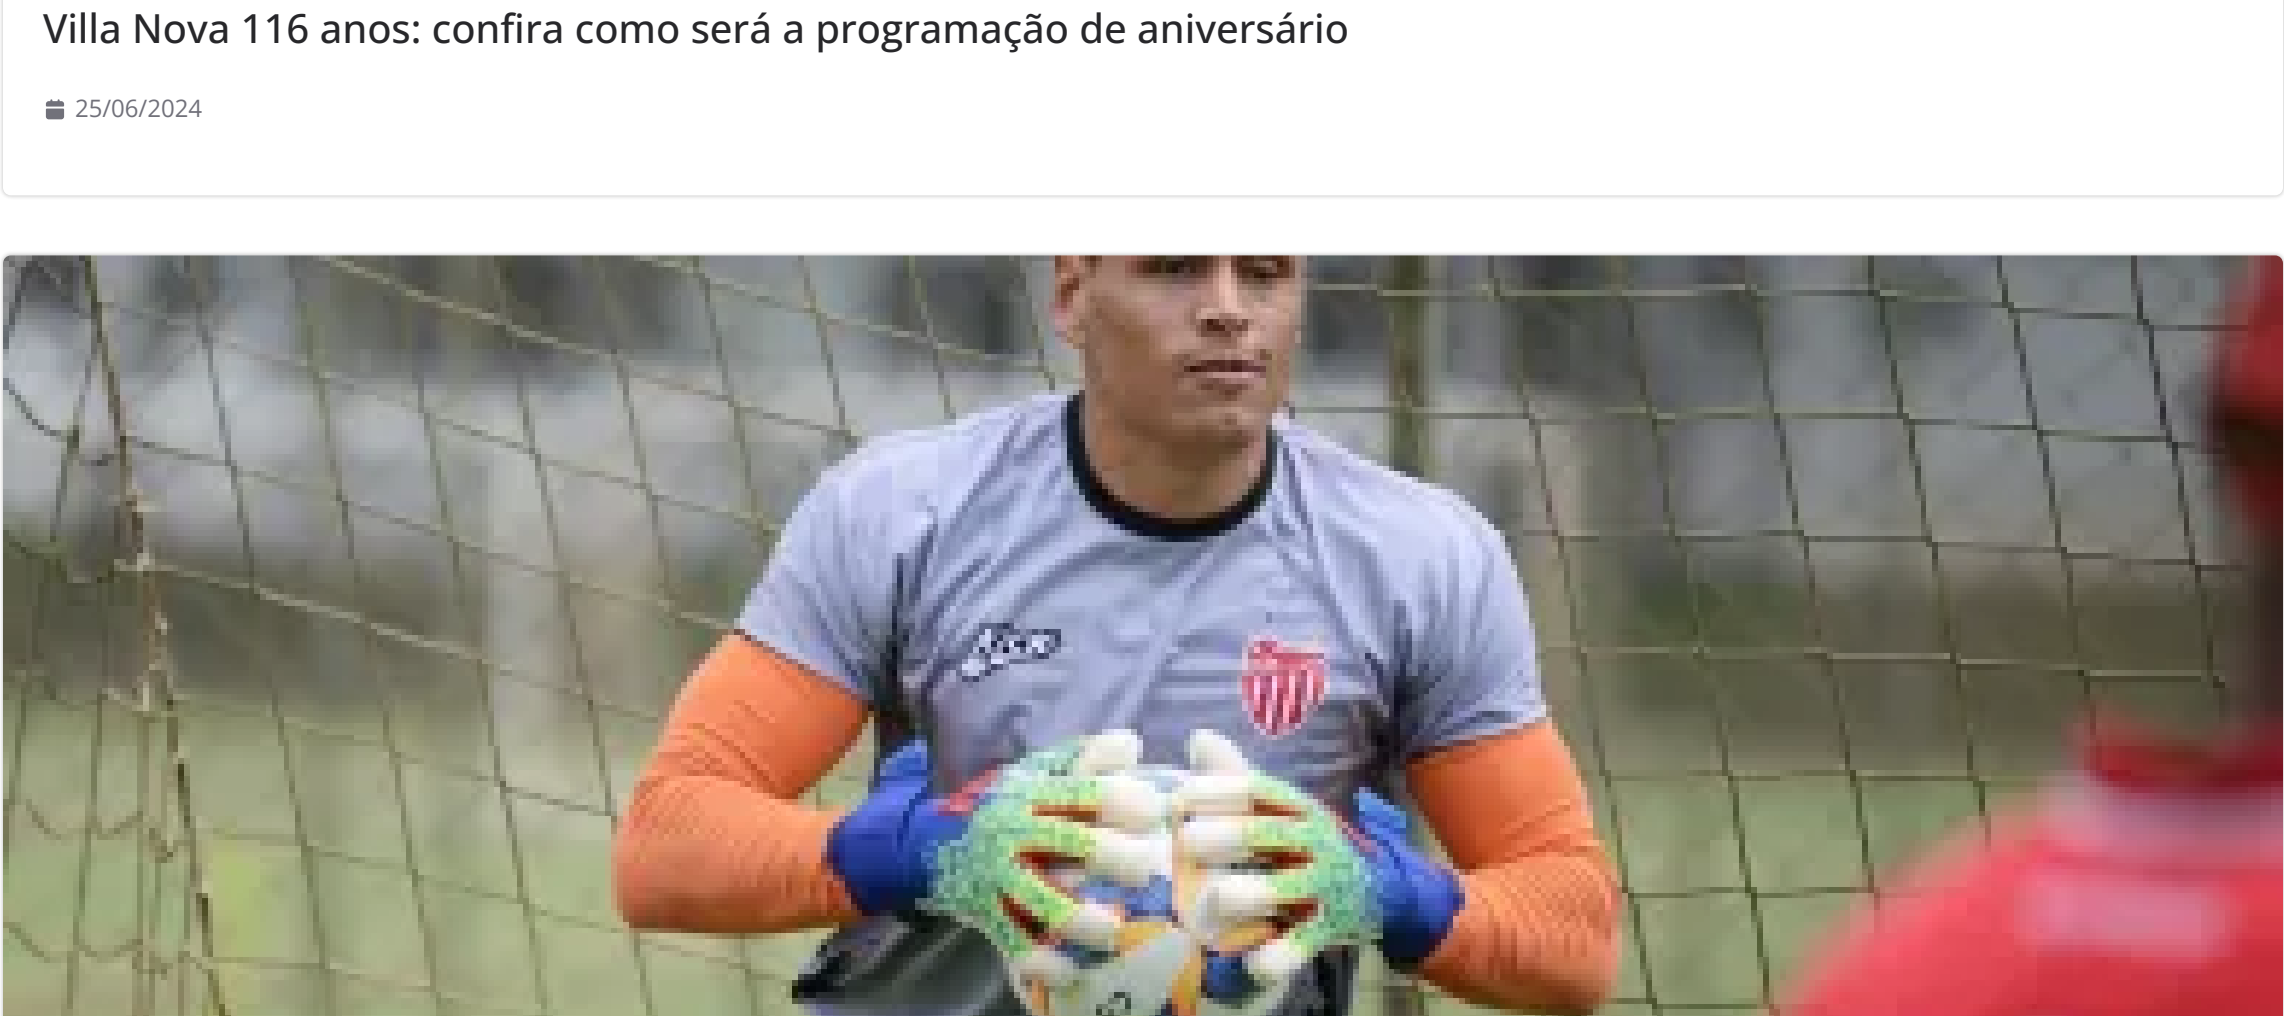 Villa Nova 116 anos: confira como será a programação de aniversário
25/06/2024